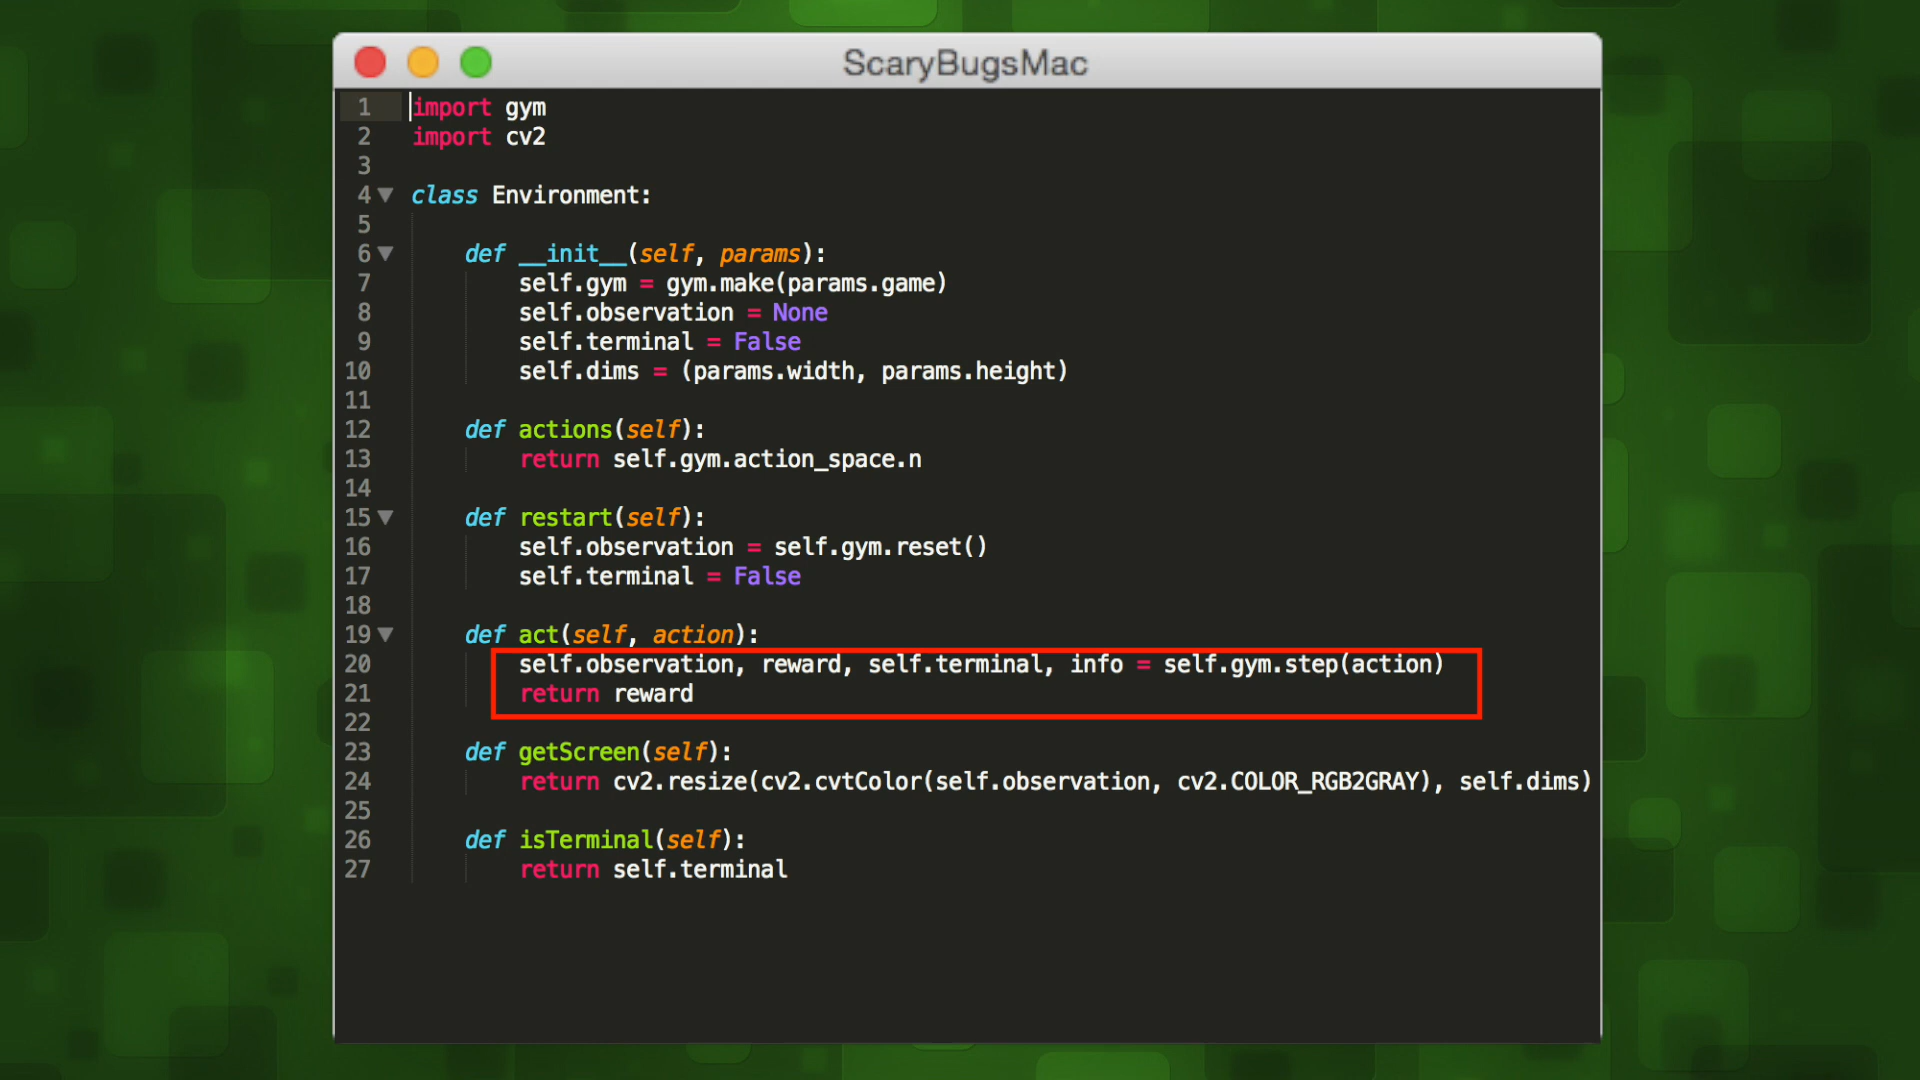 ScaryBugsMac
1 import gym
2 import cv2
3
4 class Environment:
5
6 def __init__(self, params):
7 self.gym = gym.make(params.game)
8 self.observation = None
9 self.terminal = False
10 self.dims = (params.width, params.height)
11
12 def actions(self):
13 return self.gym.action_space.n
14
15 def restart(self):
16 self.observation = self.gym.reset()
17 self.terminal = False
18
19 def act(self, action):
20 self.observation, reward, self.terminal, info = self.gym.step(action)
21 return reward
22
23 def getScreen(self):
24 return cv2.resize(cv2.cvtColor(self.observation, cv2.COLOR_RGB2GRAY), self.dims)
25
26 def isTerminal(self):
27 return self.terminal